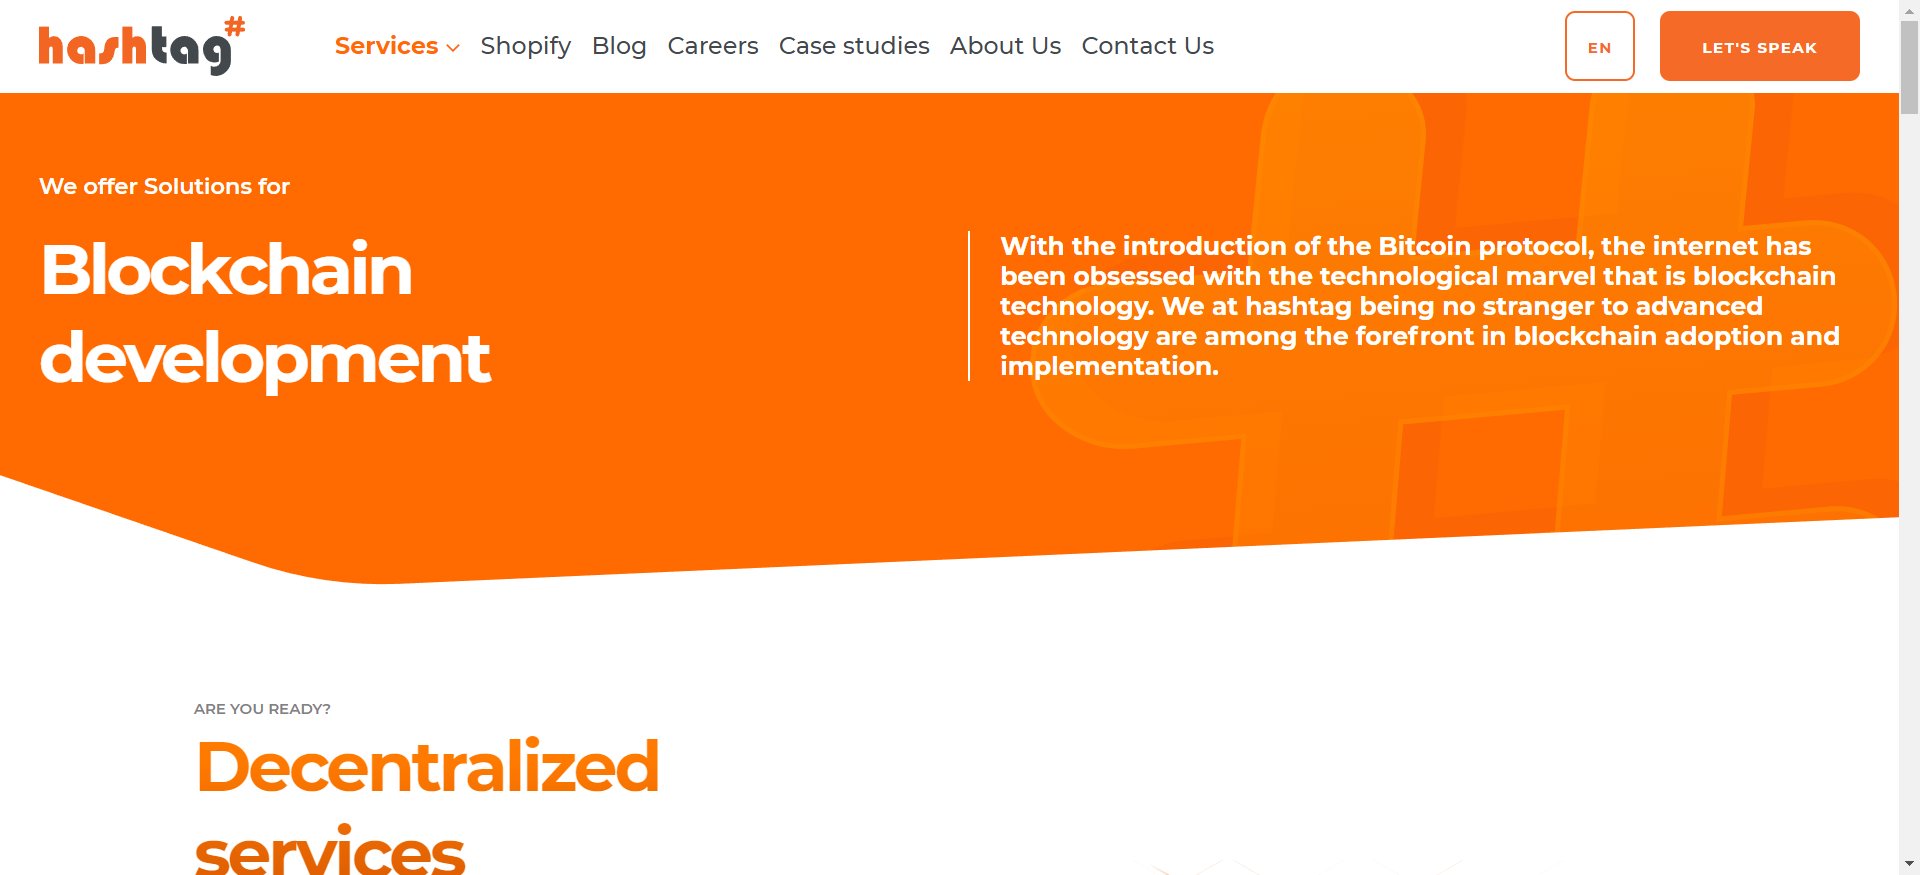 hashtag#
Services Shopify Blog Careers Case studies About Us Contact Us
EN
LET'S SPEAK
We offer Solutions for
Blockchain
development
With the introduction of the Bitcoin protocol, the internet has
been obsessed with the technological marvel that is blockchain
technology. We at hashtag being no stranger to advanced
technology are among the forefront in blockchain adoption and
implementation.
ARE YOU READY?
Decentralized
services